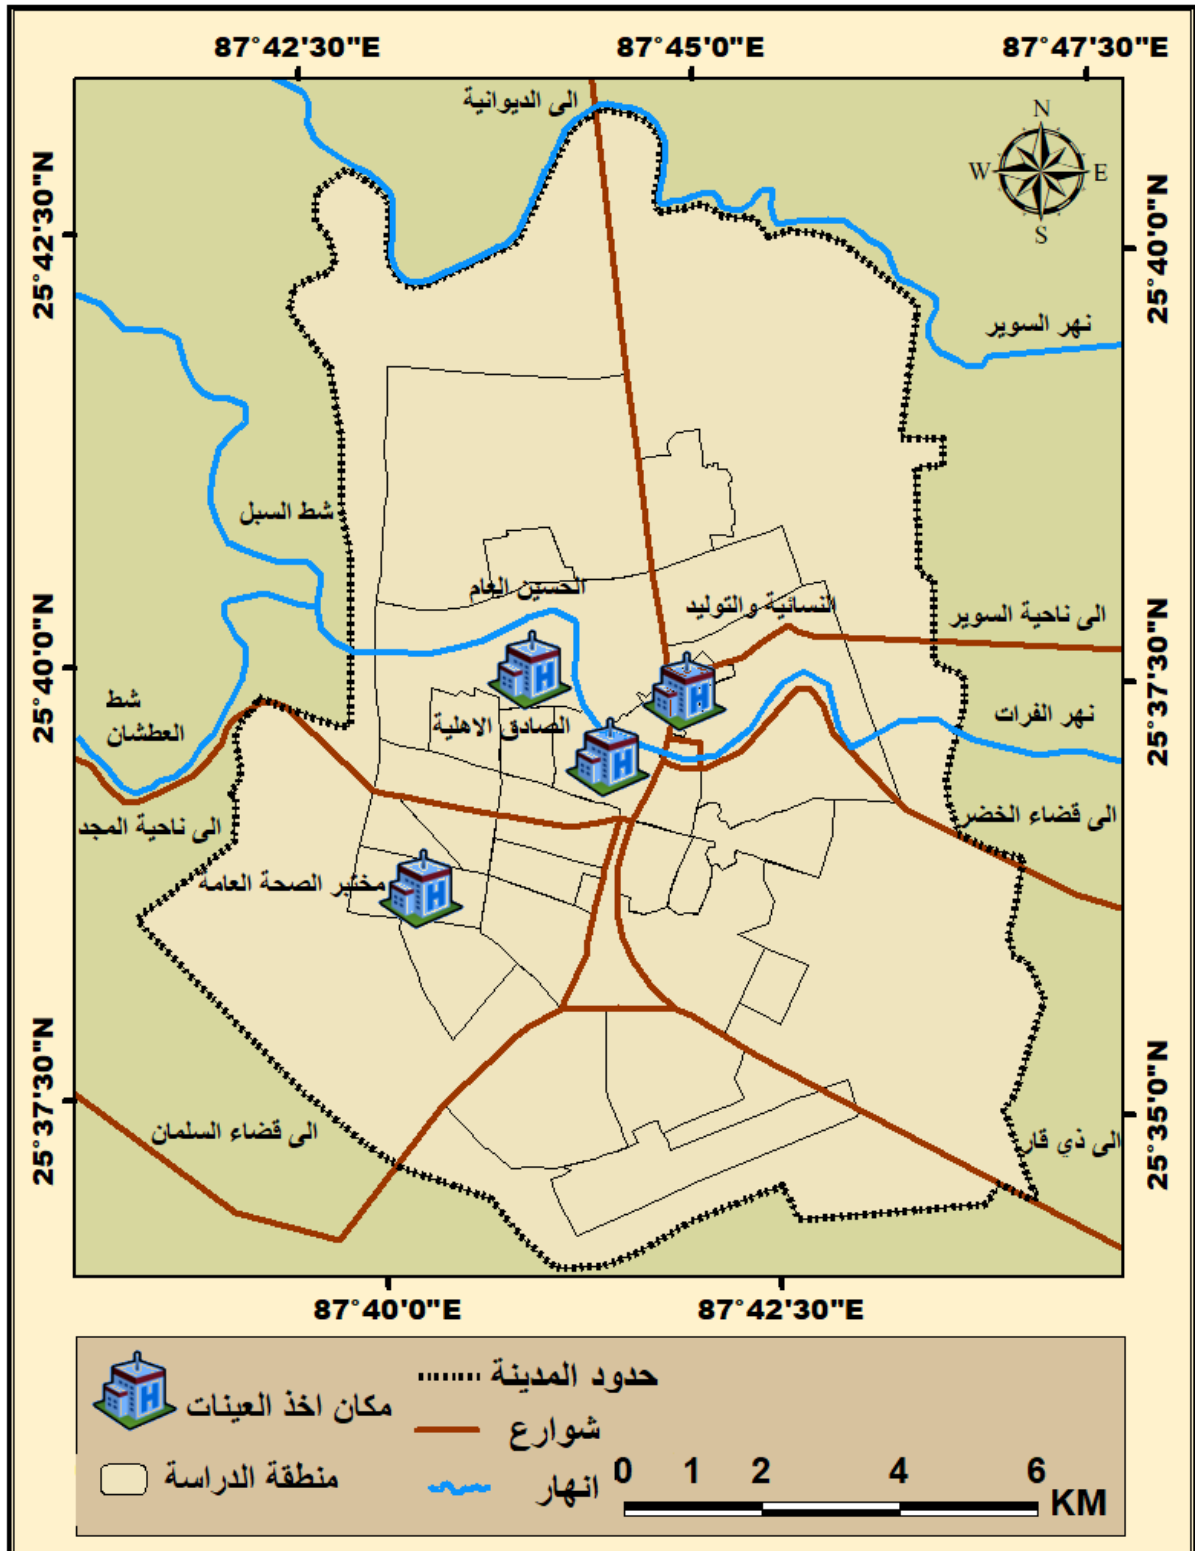 87°42'30"E 87°45'0"E 87°47'30"E
الى الديوانية
N
W E
S
25°42'30"N
25°40'0"N
نهر السوير
شط السبل
الحسين العام
النسائية والتوليد
الى ناحية السوير
25°40'0"N
25°37'30"N
شط
العطشان
الصادق الاهلية
نهر الفرات
الى ناحية المجد
الى قضاء الخضر
مختبر الصحة العامة
25°37'30"N
25°35'0"N
الى قضاء السلمان
الى ذي قار
87°40'0"E 87°42'30"E
حدود المدينة
مكان اخذ العينات
شوارع
منطقة الدراسة
انهار
0 1 2 4 6
KM
H
H
H
H
H